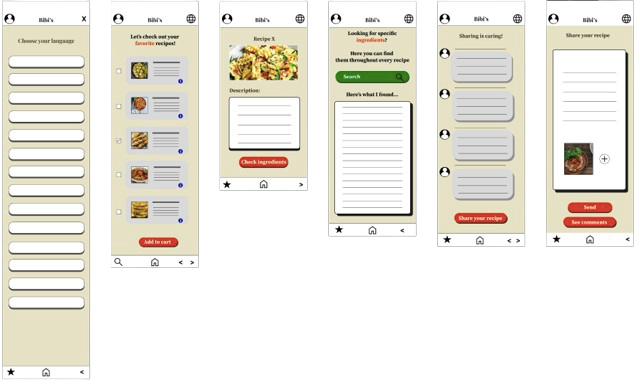 Bibi's
X
Choose your language
Bibi's
Let's check out your
favorite recipes!
Add to cart
Bibi's
Recipe X
Description:
Check ingredients
Bibi's
Looking for specific
ingredients?
Here you can find
them throughout every recipe
Search
Here's what I found...
Bibi's
Sharing is caring!
Share your recipe
Bibi's
Share your recipe
Send
See comments